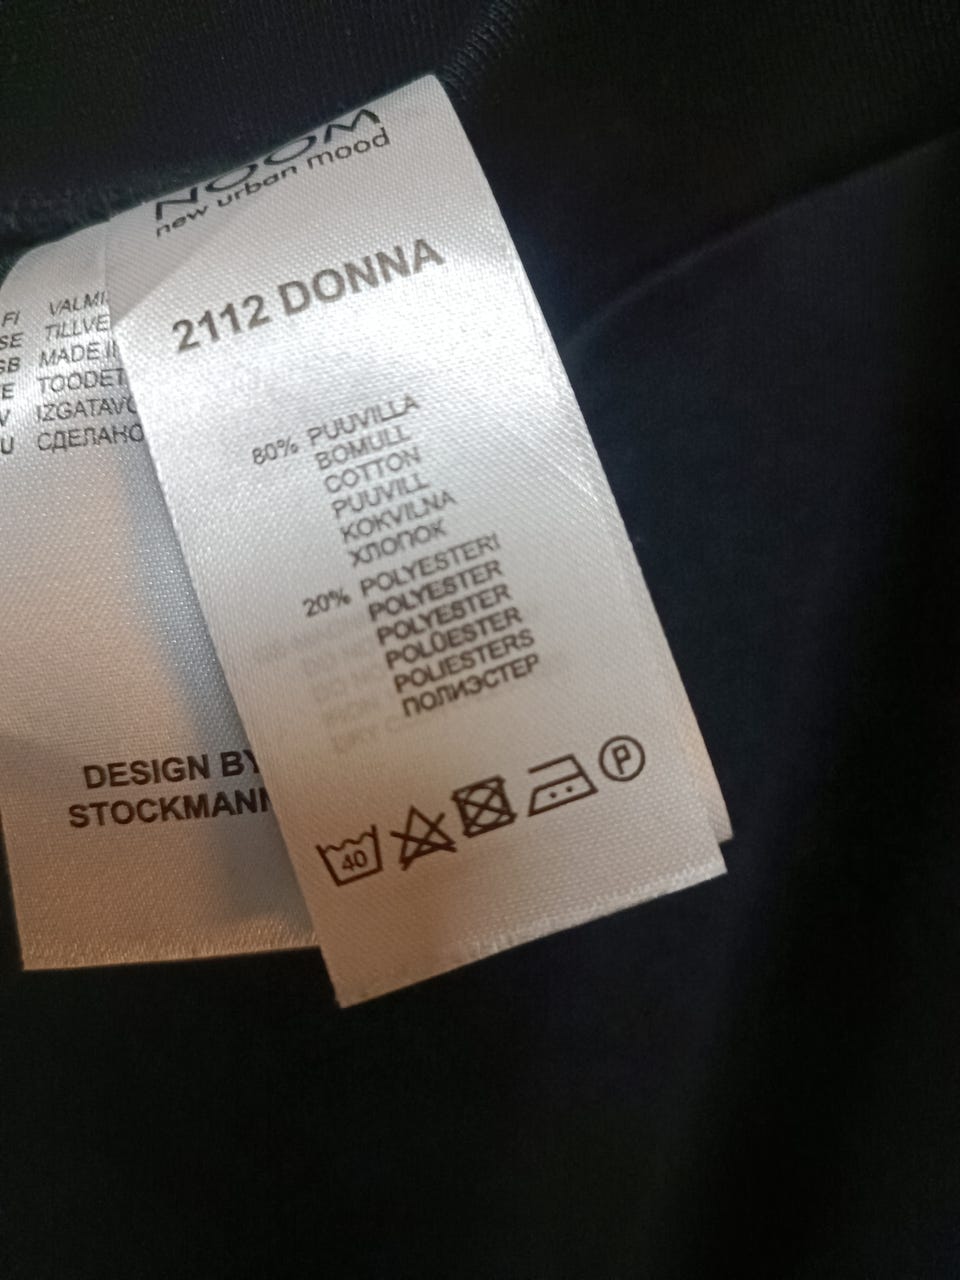 NOOM
new urban mood
2112 DONNA
80% PUUVILLA
BOMULL
COTTON
PUUVILL
KOKVILNA
ХЛОПОК
20% POLYESTERI
POLYESTER
POLYESTER
POLÜESTER
POLIESTERS
ПОЛИЭСТЕР
40
P
FI VALMI
SE TILLVE
GB MADE IN
E TOODET
V IZGATAVO
U СДЕЛАНО
DESIGN BY
STOCKMANN